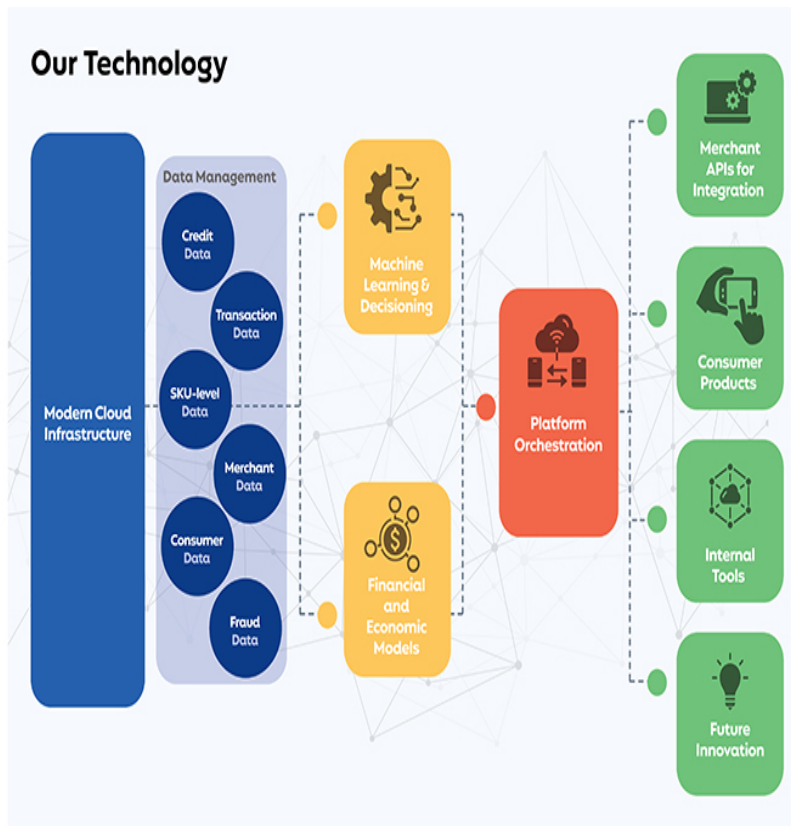 Our Technology
Modern Cloud
Infrastructure
Data Management
Credit
Data
Transaction
Data
SKU-level
Data
Merchant
Data
Consumer
Data
Fraud
Data
Machine
Learning &
Decisioning
Financial
and
Economic
Models
Platform
Orchestration
Merchant
APIs for
Integration
Consumer
Products
Internal
Tools
Future
Innovation